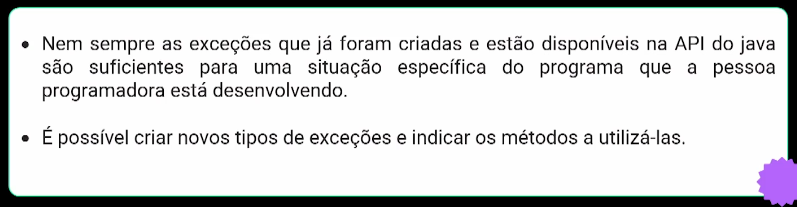 • Nem sempre as exceções que já foram criadas e estão disponíveis na API do java
são suficientes para uma situação específica do programa que a pessoa
programadora está desenvolvendo.
• É possível criar novos tipos de exceções e indicar os métodos a utilizá-las.